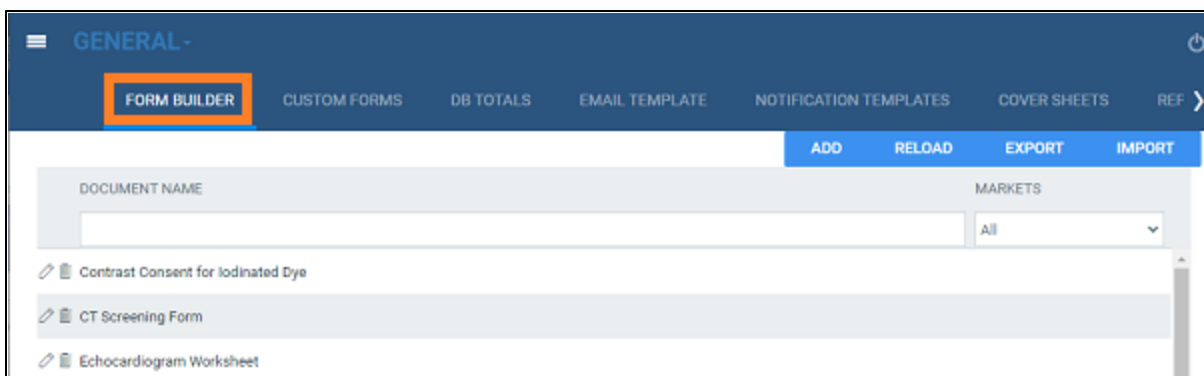 GENERAL
FORM BUILDER CUSTOM FORMS DB TOTALS EMAIL TEMPLATE NOTIFICATION TEMPLATES COVER SHEETS REF
ADD RELOAD EXPORT IMPORT
DOCUMENT NAME MARKETS
All
Contrast Consent for Iodinated Dye
CT Screening Form
Echocardiogram Worksheet